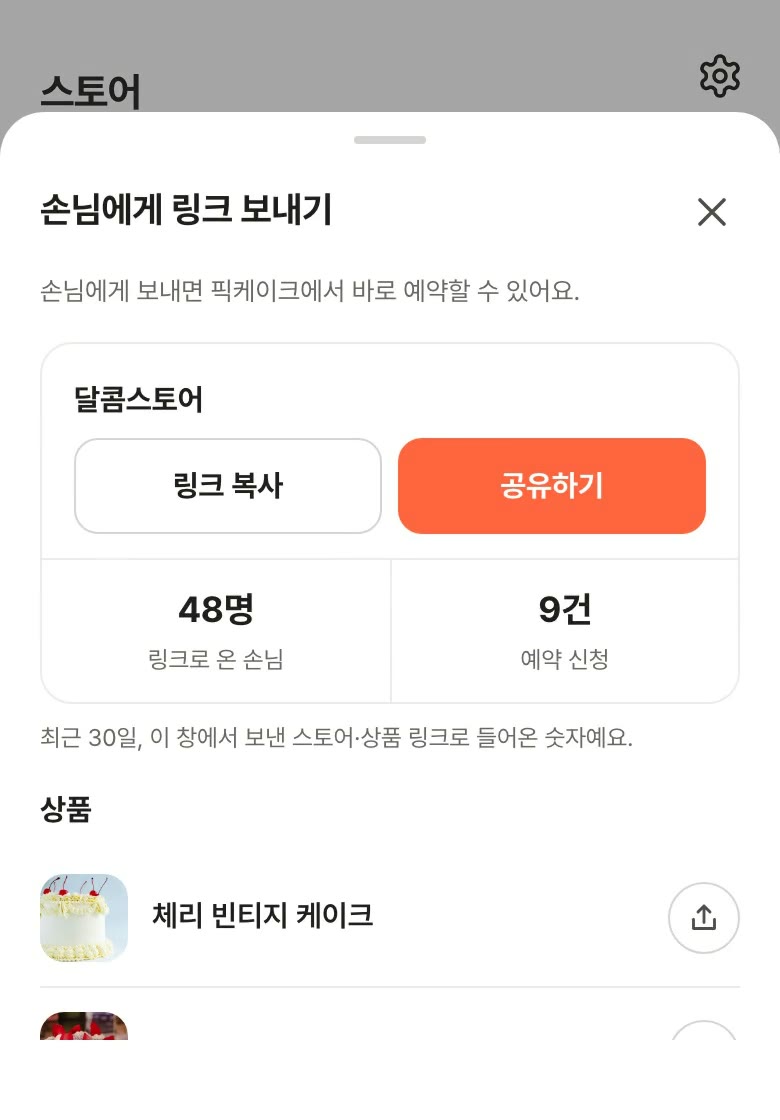 스토어
손님에게 링크 보내기
손님에게 보내면 픽케이크에서 바로 예약할 수 있어요.
달콤스토어
링크 복사
공유하기
48명
링크로 온 손님
9건
예약 신청
최근 30일, 이 창에서 보낸 스토어·상품 링크로 들어온 숫자예요.
상품
체리 빈티지 케이크